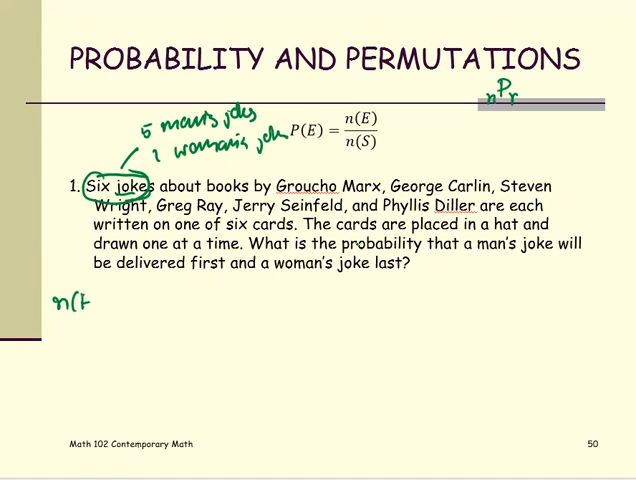 PROBABILITY AND PERMUTATIONS
nPr
5 man's jokes
1 woman's joke
P(E) = n(E)/n(S)
1. Six jokes about books by Groucho Marx, George Carlin, Steven
Wright, Greg Ray, Jerry Seinfeld, and Phyllis Diller are each
written on one of six cards. The cards are placed in a hat and
drawn one at a time. What is the probability that a man's joke will
be delivered first and a woman's joke last?
n(E
Math 102 Contemporary Math
50